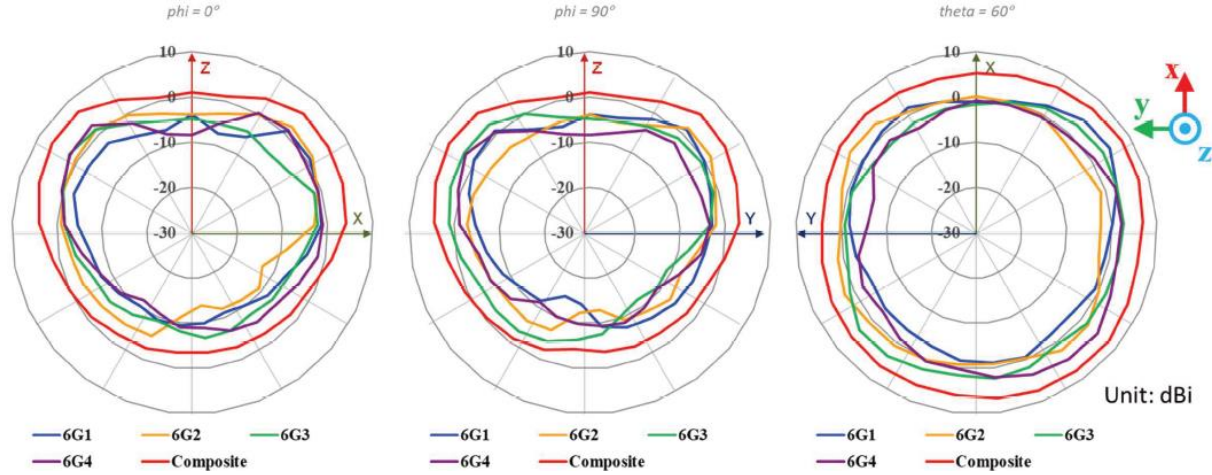 phi = 0°
phi = 90°
theta = 60°
10
0
-10
-20
-30
Z
X
10
0
-10
-20
-30
Z
Y
10
0
-10
-20
-30
X
Y
x
y
z
Unit: dBi
6G1 6G2 6G3
6G4 Composite
6G1 6G2 6G3
6G4 Composite
6G1 6G2 6G3
6G4 Composite